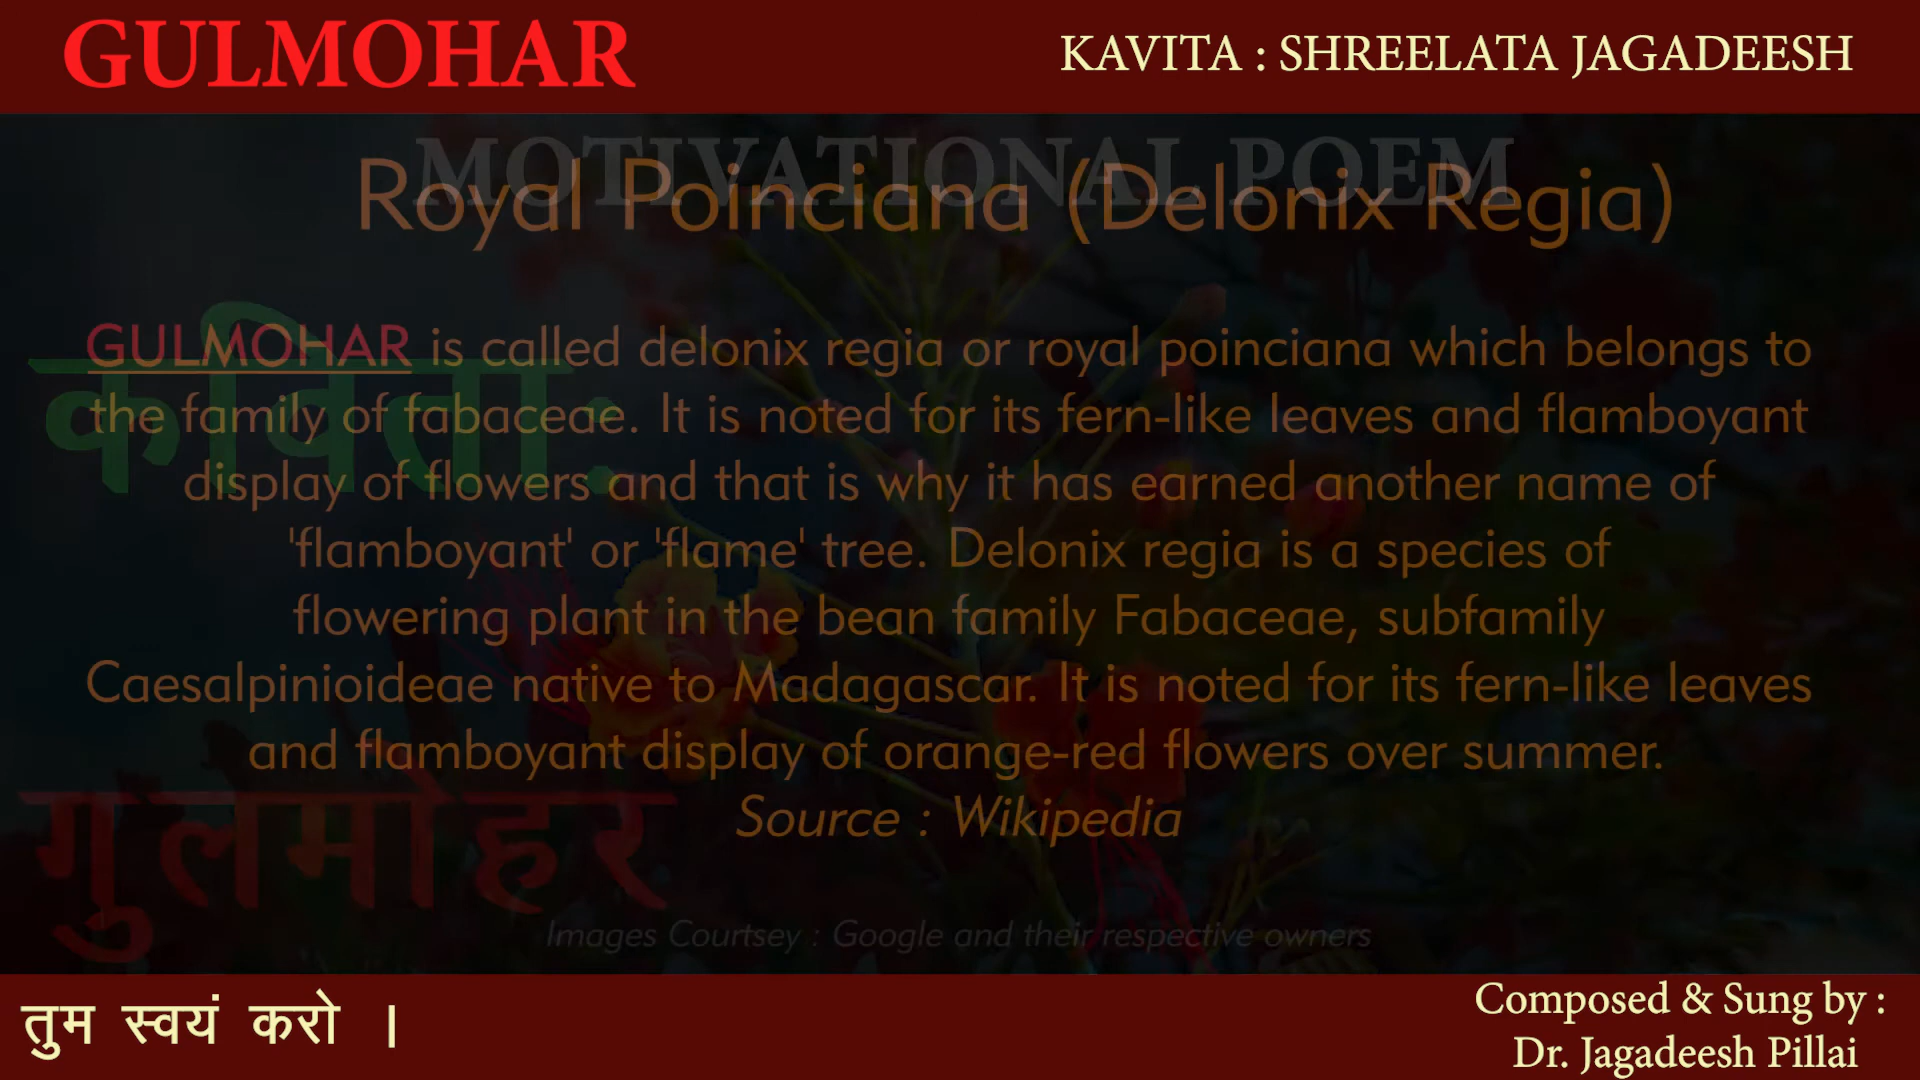 GULMOHAR
KAVITA : SHREELATA JAGADEESH
MOTIVATIONAL POEM
Royal Poinciana (Delonix Regia)
कविता:
GULMOHAR is called delonix regia or royal poinciana which belongs to
the family of fabaceae. It is noted for its fern-like leaves and flamboyant
display of flowers and that is why it has earned another name of
'flamboyant' or 'flame' tree. Delonix regia is a species of
flowering plant in the bean family Fabaceae, subfamily
Caesalpinioideae native to Madagascar. It is noted for its fern-like leaves
and flamboyant display of orange-red flowers over summer.
Source : Wikipedia
गुलमोहर
Images Courtsey : Google and their respective owners
तुम स्वयं करो ।
Composed & Sung by :
Dr. Jagadeesh Pillai